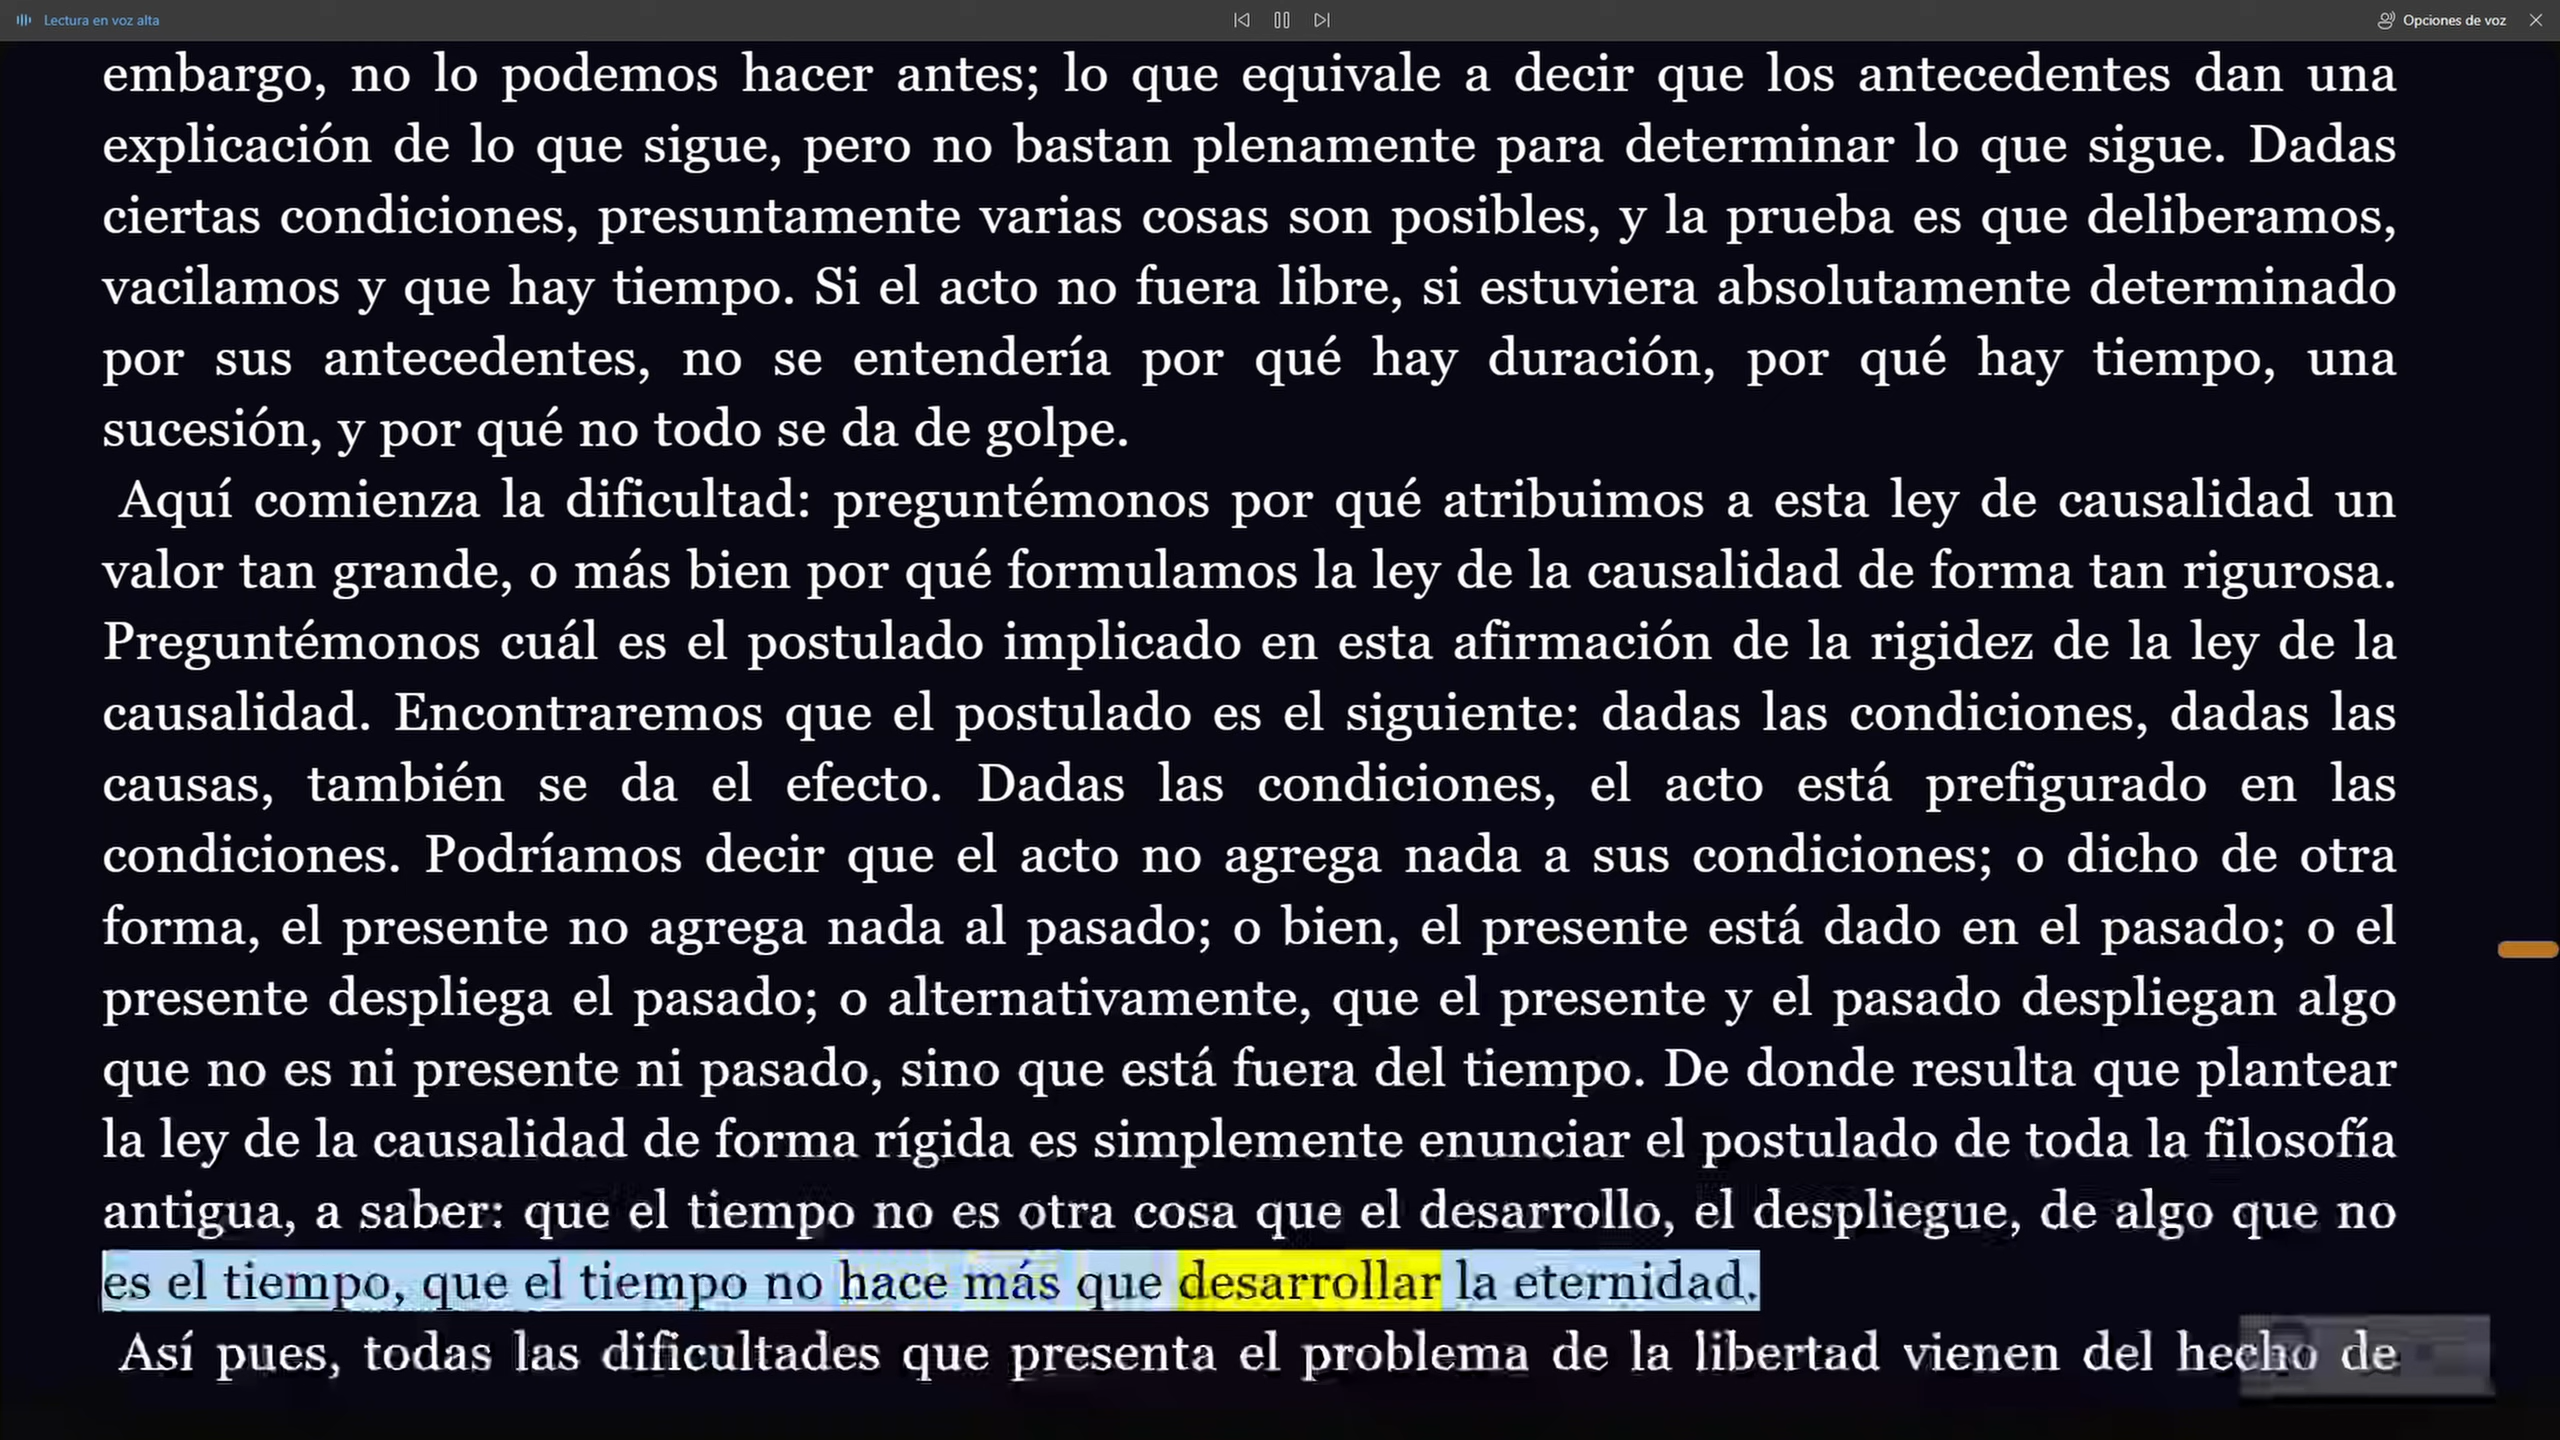 Lectura en voz alta
Opciones de voz
embargo, no lo podemos hacer antes; lo que equivale a decir que los antecedentes dan una
explicación de lo que sigue, pero no bastan plenamente para determinar lo que sigue. Dadas
ciertas condiciones, presuntamente varias cosas son posibles, y la prueba es que deliberamos,
vacilamos y que hay tiempo. Si el acto no fuera libre, si estuviera absolutamente determinado
por sus antecedentes, no se entendería por qué hay duración, por qué hay tiempo, una
sucesión, y por qué no todo se da de golpe.
Aquí comienza la dificultad: preguntémonos por qué atribuimos a esta ley de causalidad un
valor tan grande, o más bien por qué formulamos la ley de la causalidad de forma tan rigurosa.
Preguntémonos cuál es el postulado implicado en esta afirmación de la rigidez de la ley de la
causalidad. Encontraremos que el postulado es el siguiente: dadas las condiciones, dadas las
causas, también se da el efecto. Dadas las condiciones, el acto está prefigurado en las
condiciones. Podríamos decir que el acto no agrega nada a sus condiciones; o dicho de otra
forma, el presente no agrega nada al pasado; o bien, el presente está dado en el pasado; o el
presente despliega el pasado; o alternativamente, que el presente y el pasado despliegan algo
que no es ni presente ni pasado, sino que está fuera del tiempo. De donde resulta que plantear
la ley de la causalidad de forma rígida es simplemente enunciar el postulado de toda la filosofía
antigua, a saber: que el tiempo no es otra cosa que el desarrollo, el despliegue, de algo que no
es el tiempo, que el tiempo no hace más que desarrollar la eternidad.
Así pues, todas las dificultades que presenta el problema de la libertad vienen del hecho de